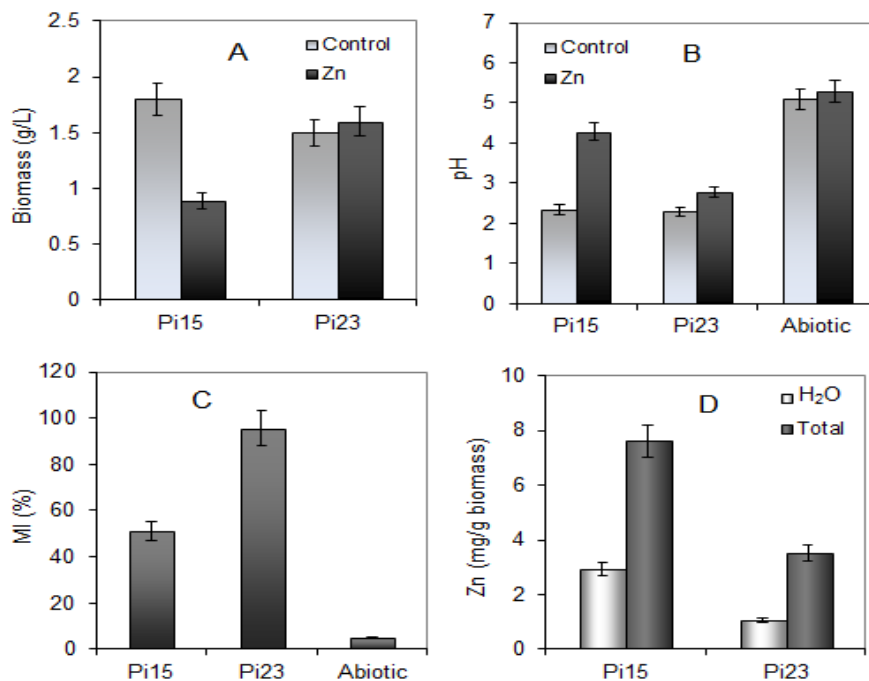 A
Control
Zn
Biomass (g/L)
2.5
2
1.5
1
0.5
0
Pi15
Pi23
B
Control
Zn
pH
7
6
5
4
3
2
1
0
Pi15
Pi23
Abiotic
C
MI (%)
120
100
80
60
40
20
0
Pi15
Pi23
Abiotic
D
H₂O
Total
Zn (mg/g biomass)
10
8
6
4
2
0
Pi15
Pi23